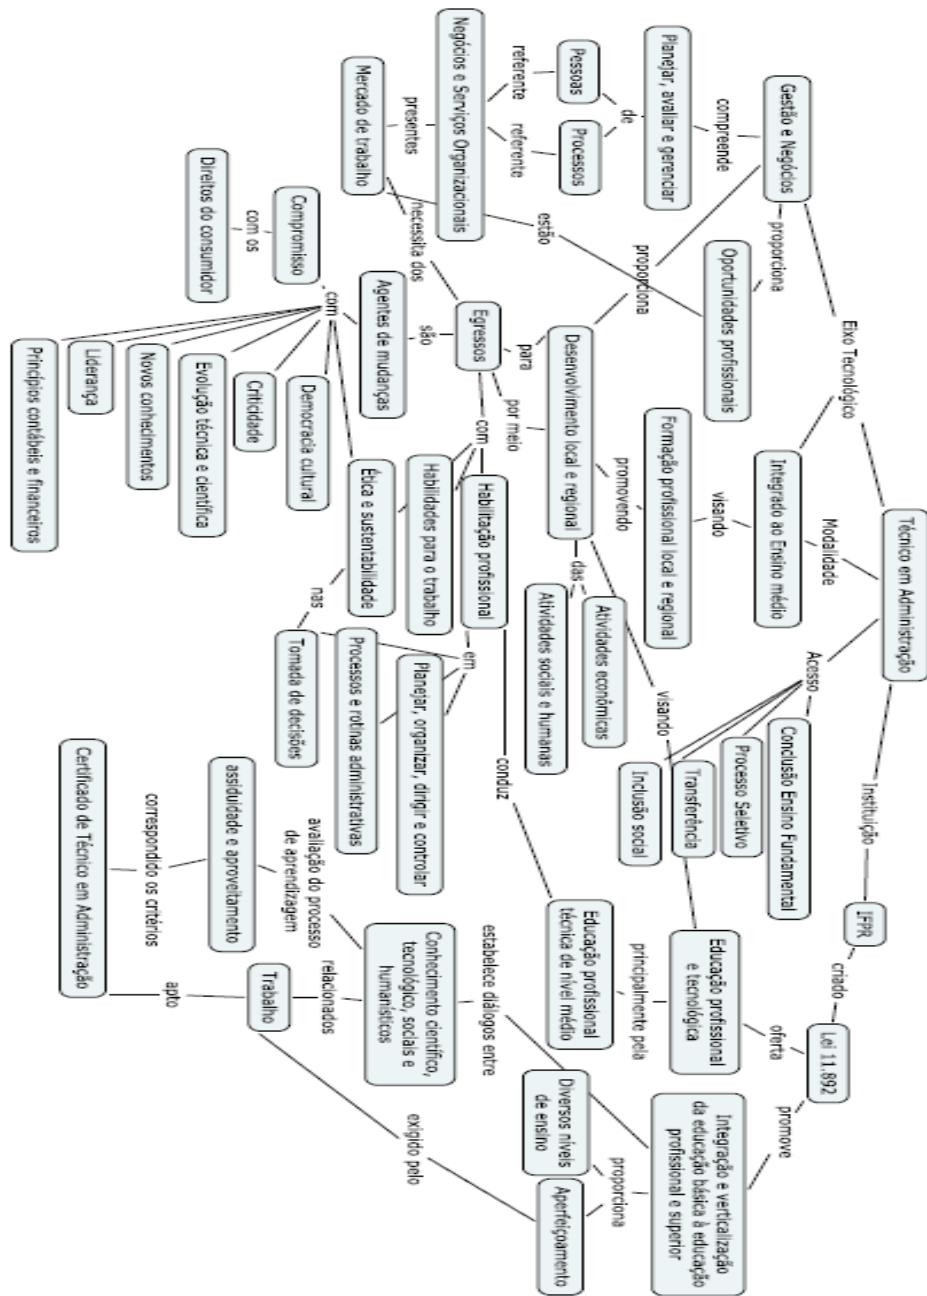 Técnico em Administração
IFPR
Instituição
Eixo Tecnológico
Modalidade
Acesso
criado
Lei 11.892
Gestão e Negócios
Integrado ao Ensino médio
Conclusão Ensino Fundamental
oferta
promove
proporciona
Processo Seletivo
compreende
Oportunidades profissionais
visando
Transferência
Educação profissional
e tecnológica
Integração e verticalização
da educação básica à educação
profissional e superior
Planejar, avaliar e gerenciar
Formação profissional local e regional
visando
Inclusão social
principalmente pela
de
proporciona
promovendo
proporciona
Pessoas
Processos
Desenvolvimento local e regional
das
Atividades econômicas
Atividades sociais e humanas
Educação profissional
técnica de nível médio
Diversos níveis
de ensino
Aperfeiçoamento
referente
referente
estão
para
por meio
conduz
Negócios e Serviços Organizacionais
Egressos
com
Habilitação profissional
em
estabelece diálogos entre
presentes
necessita dos
são
Habilidades para o trabalho
Planejar, organizar, dirigir e controlar
Conhecimento científico,
tecnológico, sociais e
humanísticos
exigido pelo
Mercado de trabalho
Agentes de mudanças
Ética e sustentabilidade
Processos e rotinas administrativas
com
nas
avaliação do processo
de aprendizagem
relacionados
Compromisso
Democracia cultural
Tomada de decisões
Trabalho
com os
Criticidade
assiduidade e aproveitamento
Direitos do consumidor
Evolução técnica e científica
correspondido os critérios
apto
Novos conhecimentos
Liderança
Certificado de Técnico em Administração
Princípios contábeis e financeiros